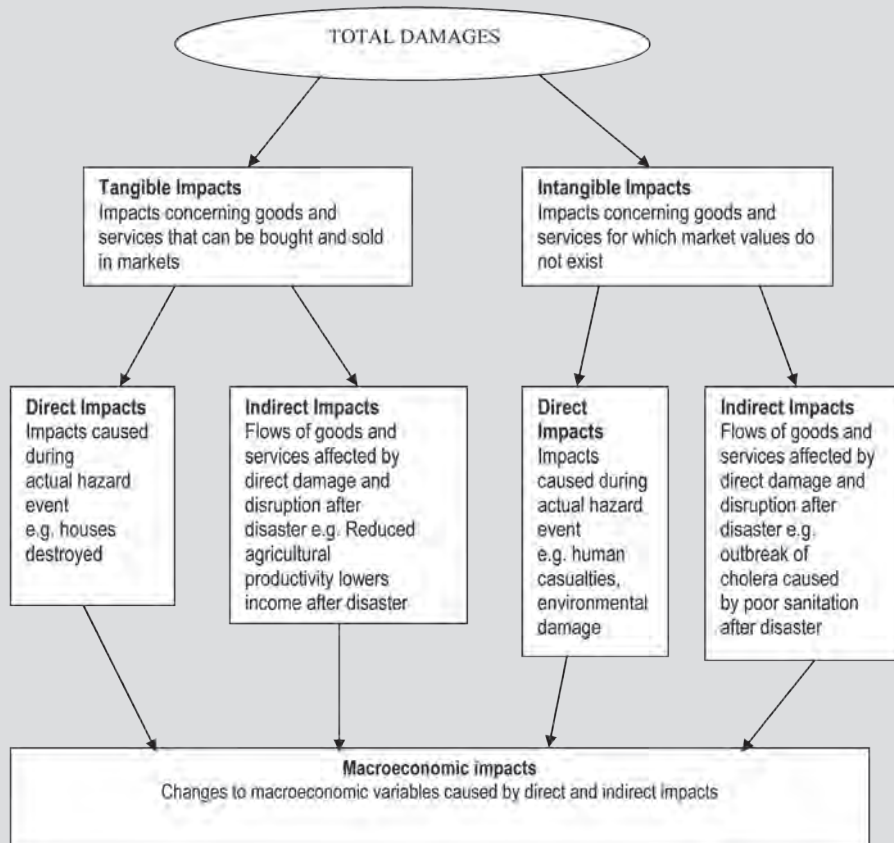 TOTAL DAMAGES
Tangible Impacts
Impacts concerning goods and
services that can be bought and sold
in markets
Intangible Impacts
Impacts concerning goods and
services for which market values do
not exist
Direct Impacts
Impacts caused
during
actual hazard
event
e.g. houses
destroyed
Indirect Impacts
Flows of goods and
services affected by
direct damage and
disruption after
disaster e.g. Reduced
agricultural
productivity lowers
income after disaster
Direct
Impacts
Impacts
caused during
actual hazard
event
e.g. human
casualties,
environmental
damage
Indirect Impacts
Flows of goods and
services affected by
direct damage and
disruption after
disaster e.g.
outbreak of
cholera caused
by poor sanitation
after disaster
Macroeconomic impacts
Changes to macroeconomic variables caused by direct and indirect impacts